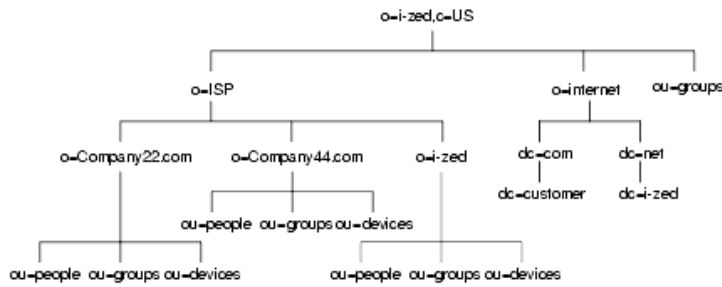 o=i-zed,c=US
o=ISP o=internet ou=groups
o=Company22.com o=Company44.com o=i-zed dc=com dc=net
dc=customer dc=i-zed
ou=people ou=groups ou=devices
ou=people ou=groups ou=devices ou=people ou=groups ou=devices